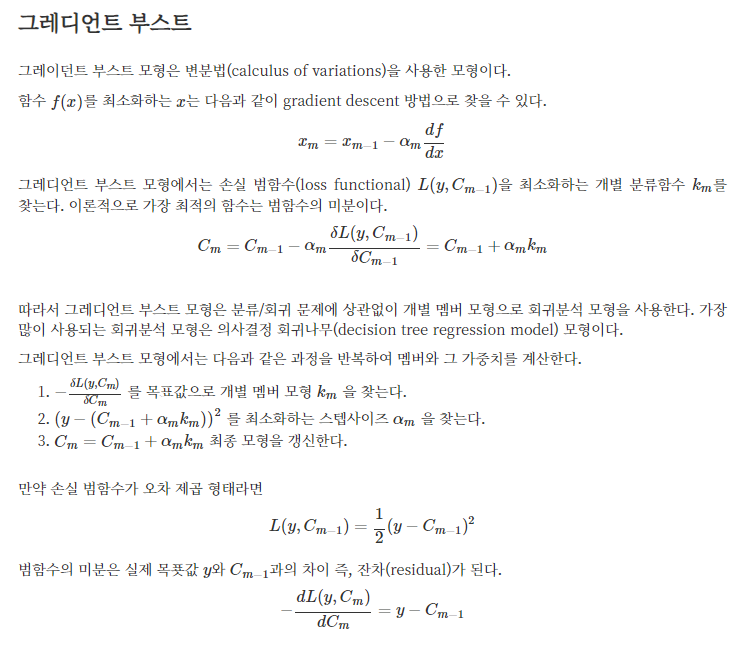 그레디언트 부스트
그레이던트 부스트 모형은 변분법(calculus of variations)을 사용한 모형이다.
함수 f(x)를 최소화하는 x는 다음과 같이 gradient descent 방법으로 찾을 수 있다.
x_m = x_{m-1} − α_m \frac{df}{dx}
그레디언트 부스트 모형에서는 손실 범함수(loss functional) L(y, C_{m-1})을 최소화하는 개별 분류함수 k_m를
찾는다. 이론적으로 가장 최적의 함수는 범함수의 미분이다.
C_m = C_{m-1} − α_m \frac{δL(y, C_{m-1})}{δC_{m-1}} = C_{m-1} + α_m k_m
따라서 그레디언트 부스트 모형은 분류/회귀 문제에 상관없이 개별 멤버 모형으로 회귀분석 모형을 사용한다. 가장
많이 사용되는 회귀분석 모형은 의사결정 회귀나무(decision tree regression model) 모형이다.
그레디언트 부스트 모형에서는 다음과 같은 과정을 반복하여 멤버와 그 가중치를 계산한다.
1. −\frac{δL(y,C_m)}{δC_m} 를 목표값으로 개별 멤버 모형 k_m 을 찾는다.
2. (y − (C_{m-1} + α_m k_m))^2 를 최소화하는 스텝사이즈 α_m 을 찾는다.
3. C_m = C_{m-1} + α_m k_m 최종 모형을 갱신한다.
만약 손실 범함수가 오차 제곱 형태라면
L(y, C_{m-1}) = \frac{1}{2}(y − C_{m-1})^2
범함수의 미분은 실제 목푯값 y와 C_{m-1}과의 차이 즉, 잔차(residual)가 된다.
−\frac{dL(y, C_m)}{dC_m} = y − C_{m-1}